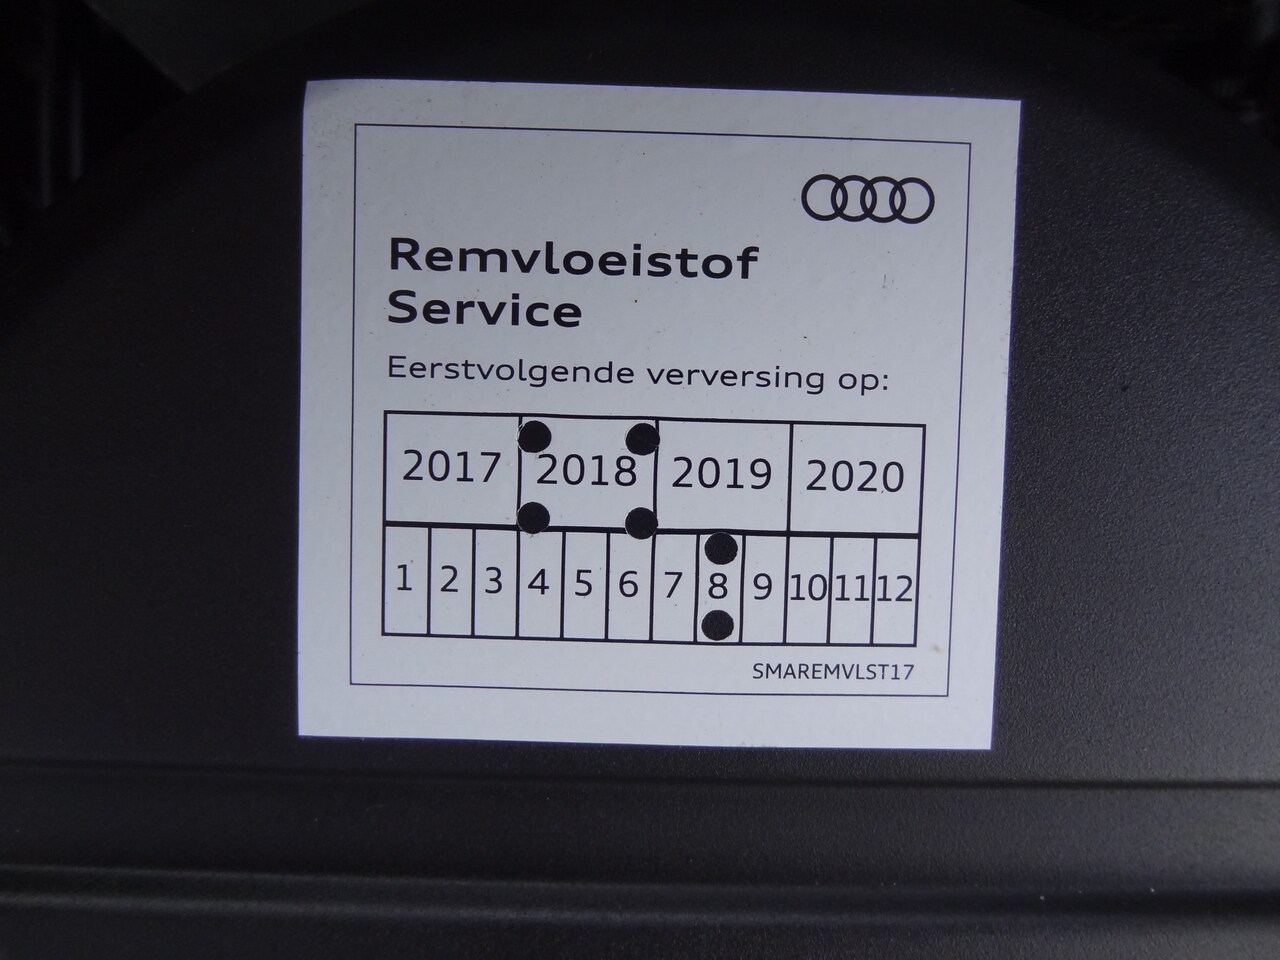 Remvloeistof
Service
Eerstvolgende verversing op:
2017 2018 2019 2020
1 2 3 4 5 6 7 8 9 10 11 12
SMAREMVLST17